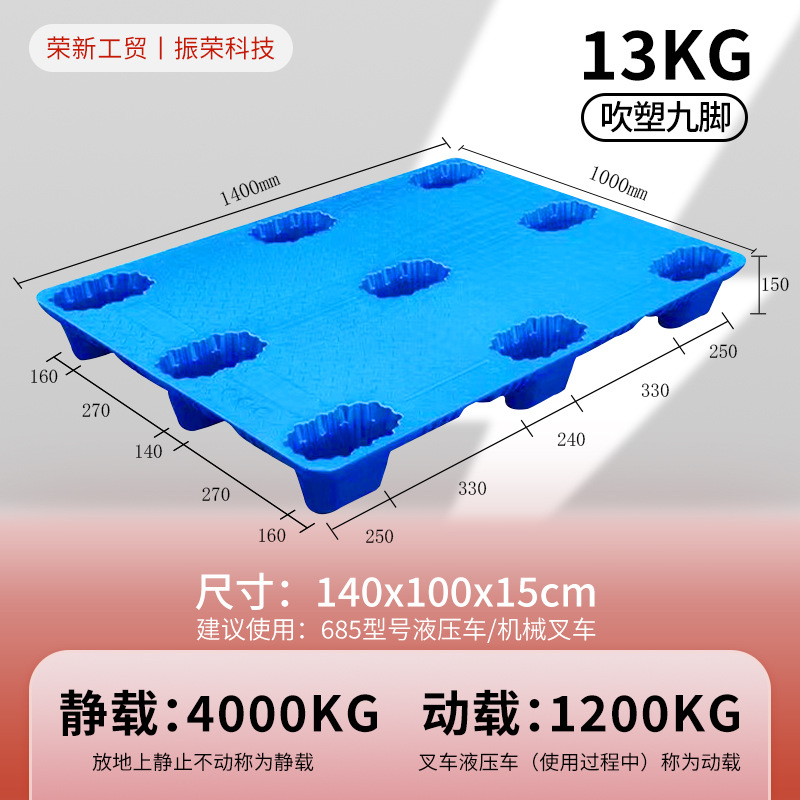 荣新工贸丨振荣科技
13KG
吹塑九脚
1400mm
1000mm
150
250
330
240
330
250
160
270
140
270
160
尺寸：140x100x15cm
建议使用：685型号液压车/机械叉车
静载：4000KG
放地上静止不动称为静载
动载：1200KG
叉车液压车（使用过程中）称为动载